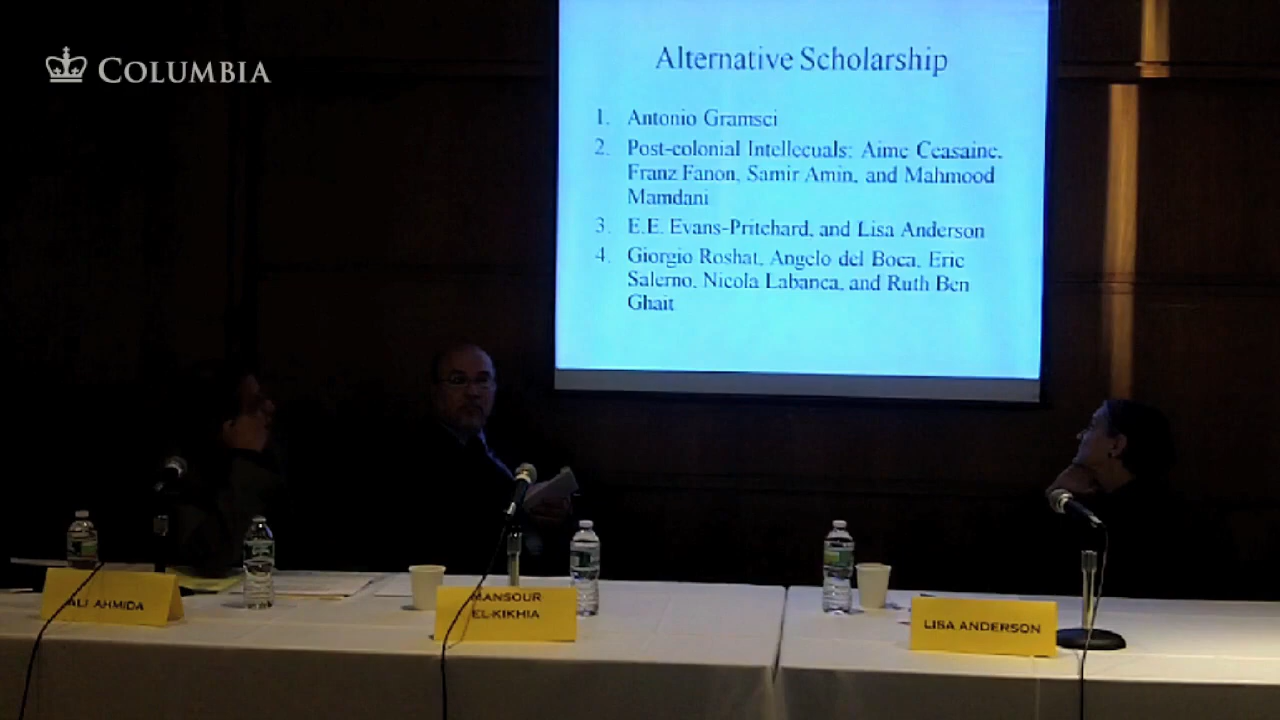 COLUMBIA
Alternative Scholarship
1. Antonio Gramsci
2. Post-colonial Intellecuals: Aime Ceasaine,
Franz Fanon, Samir Amin, and Mahmood
Mamdani
3. E.E. Evans-Pritchard, and Lisa Anderson
4. Giorgio Roshat, Angelo del Boca, Eric
Salerno, Nicola Labanca, and Ruth Ben
Ghait
ALI AHMIDA
MANSOUR
EL-KIKHIA
LISA ANDERSON